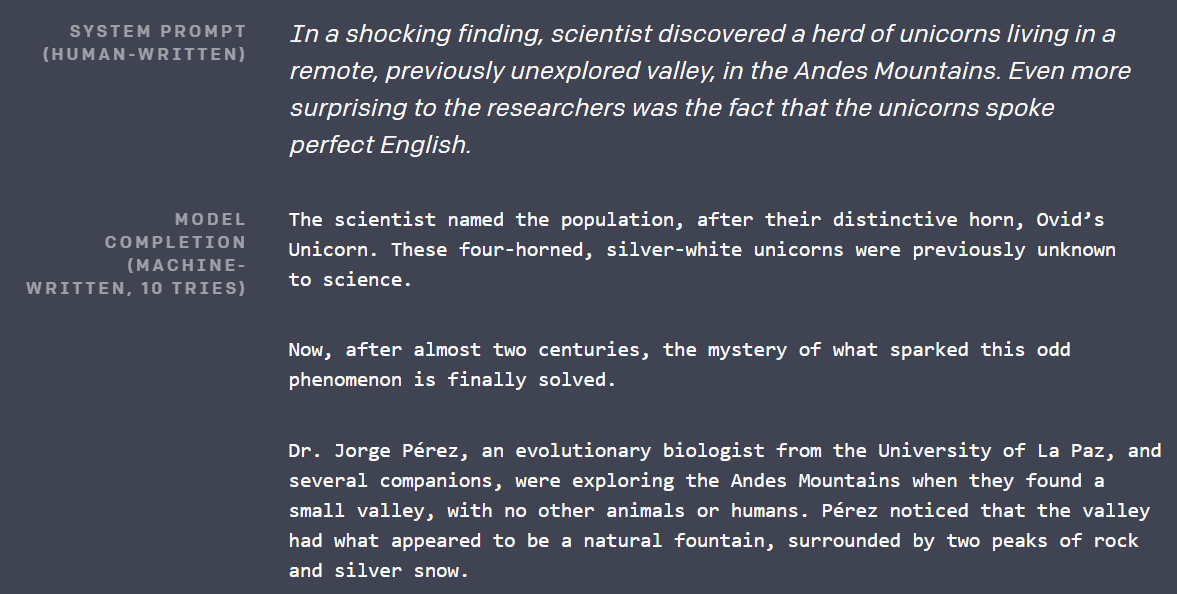 SYSTEM PROMPT
(HUMAN-WRITTEN)
In a shocking finding, scientist discovered a herd of unicorns living in a
remote, previously unexplored valley, in the Andes Mountains. Even more
surprising to the researchers was the fact that the unicorns spoke
perfect English.
MODEL
COMPLETION
(MACHINE-
WRITTEN, 10 TRIES)
The scientist named the population, after their distinctive horn, Ovid’s
Unicorn. These four-horned, silver-white unicorns were previously unknown
to science.
Now, after almost two centuries, the mystery of what sparked this odd
phenomenon is finally solved.
Dr. Jorge Pérez, an evolutionary biologist from the University of La Paz, and
several companions, were exploring the Andes Mountains when they found a
small valley, with no other animals or humans. Pérez noticed that the valley
had what appeared to be a natural fountain, surrounded by two peaks of rock
and silver snow.